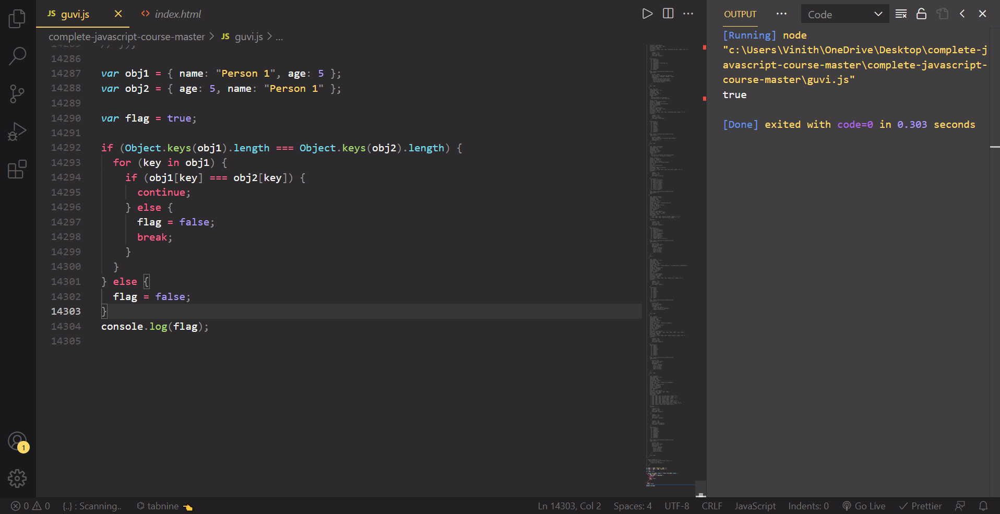 JS guvi.js
<> index.html
complete-javascript-course-master > JS guvi.js > ...
14286
14287 var obj1 = { name: "Person 1", age: 5 };
14288 var obj2 = { age: 5, name: "Person 1" };
14289
14290 var flag = true;
14291
14292 if (Object.keys(obj1).length === Object.keys(obj2).length) {
14293 for (key in obj1) {
14294 if (obj1[key] === obj2[key]) {
14295 continue;
14296 } else {
14297 flag = false;
14298 break;
14299 }
14300 }
14301 } else {
14302 flag = false;
14303 }
14304 console.log(flag);
14305
OUTPUT
Code
[Running] node
"c:\Users\Vinith\OneDrive\Desktop\complete-j
avascript-course-master\complete-javascript-
course-master\guvi.js"
true
[Done] exited with code=0 in 0.303 seconds
1
0 0 {..} : Scanning.. tabnine Ln 14303, Col 2 Spaces: 4 UTF-8 CRLF JavaScript Indents: 0 Go Live Prettier